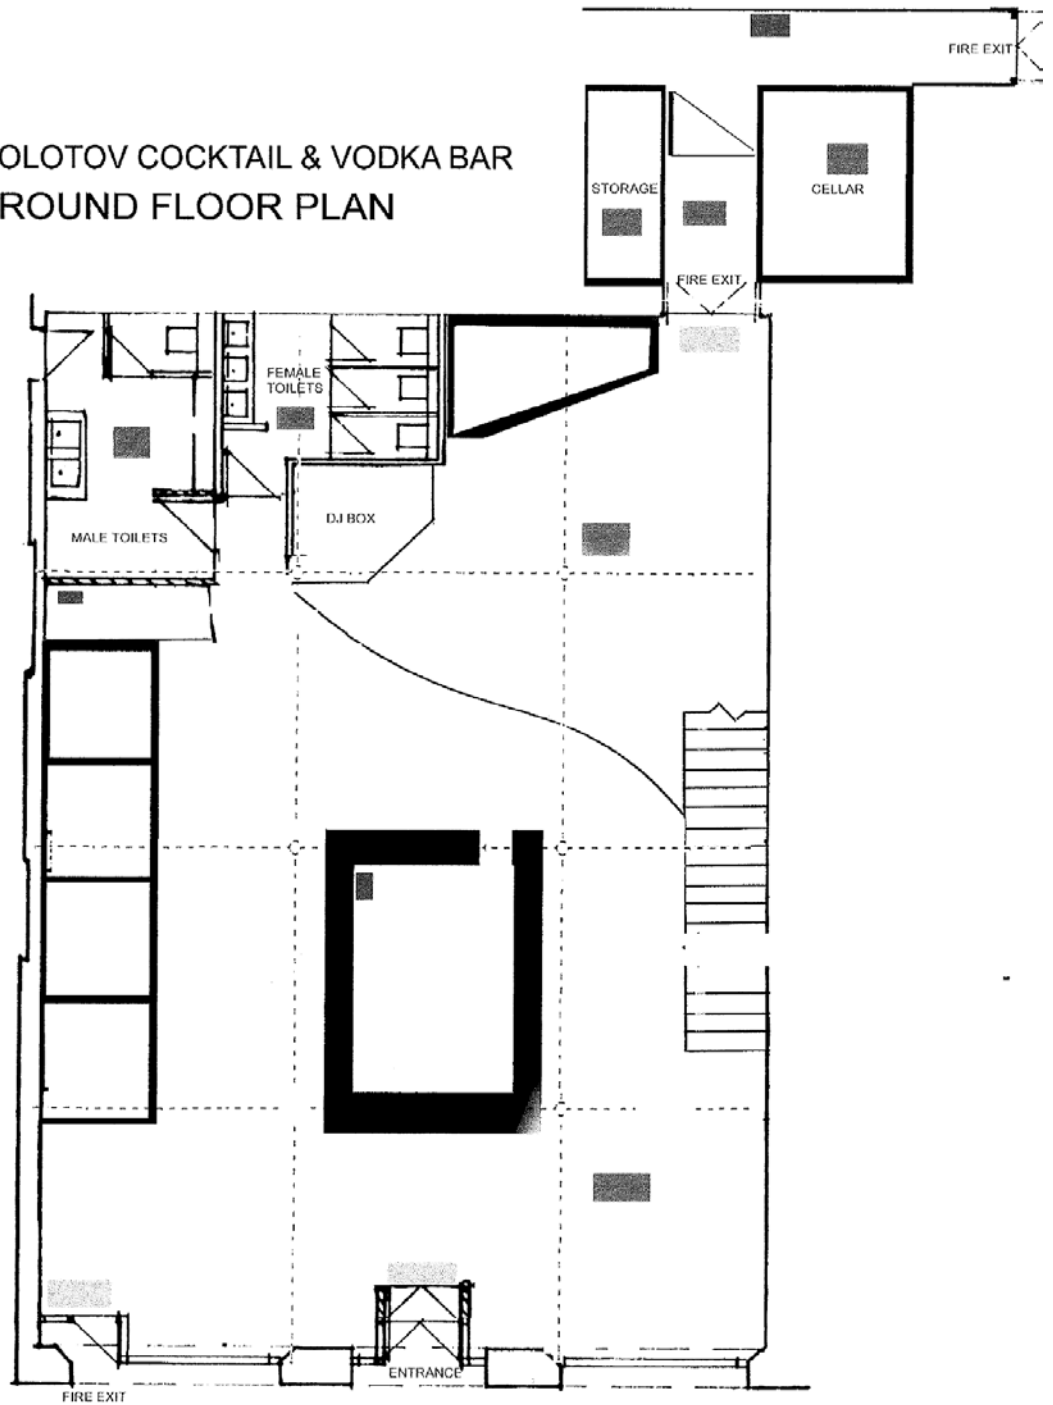 FIRE EXIT
OLOTOV COCKTAIL & VODKA BAR
ROUND FLOOR PLAN
STORAGE
CELLAR
FIRE EXIT
FEMALE
TOILETS
DJ BOX
MALE TOILETS
ENTRANCE
FIRE EXIT